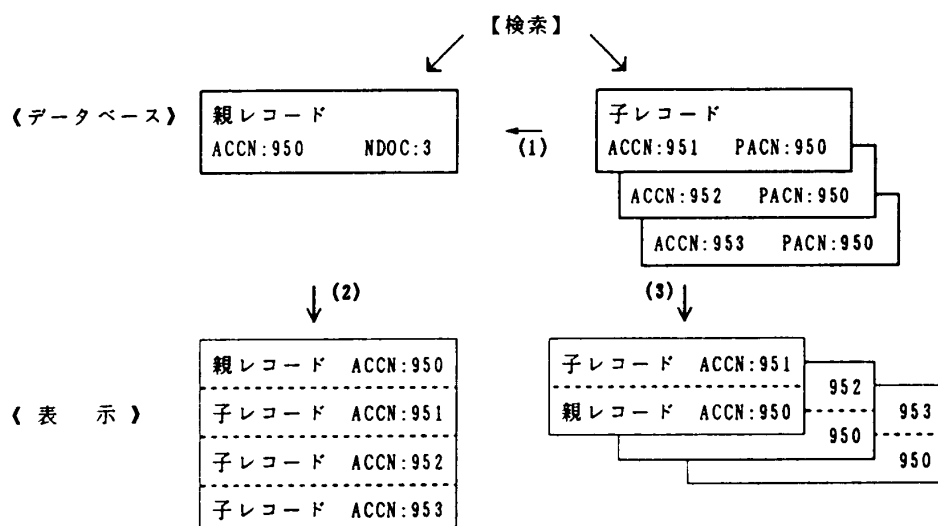 【検索】
《データベース》
親レコード
ACCN:950 NDOC:3
(1)
子レコード
ACCN:951 PACN:950
ACCN:952 PACN:950
ACCN:953 PACN:950
(2)
(3)
《表 示》
親レコード ACCN:950
子レコード ACCN:951
子レコード ACCN:952
子レコード ACCN:953
子レコード ACCN:951
親レコード ACCN:950
952
950
953
950